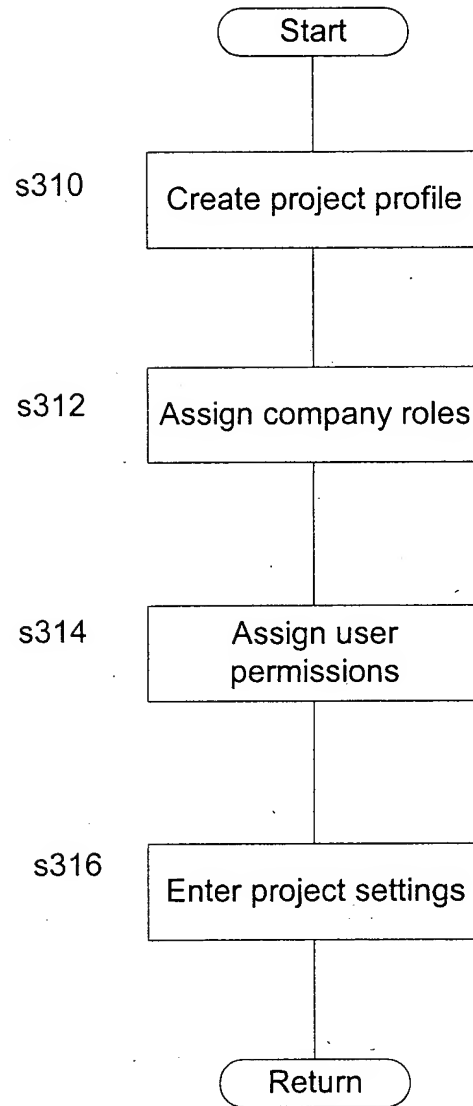 Start
s310
Create project profile
s312
Assign company roles
s314
Assign user
permissions
s316
Enter project settings
Return